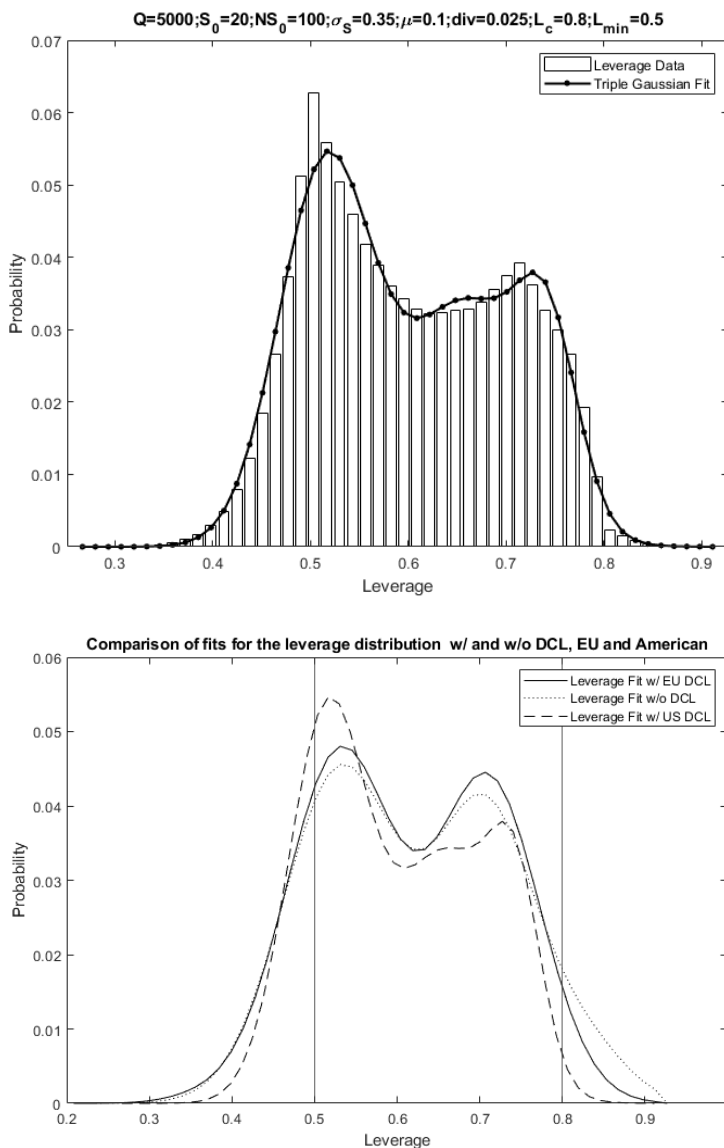 Q=5000;S_0=20;NS_0=100;σ_S=0.35;μ=0.1;div=0.025;L_c=0.8;L_min=0.5
0.07
Leverage Data
Triple Gaussian Fit
0.06
0.05
0.04
Probability
0.03
0.02
0.01
0
0.3 0.4 0.5 0.6 0.7 0.8 0.9
Leverage
Comparison of fits for the leverage distribution w/ and w/o DCL, EU and American
0.06
Leverage Fit w/ EU DCL
Leverage Fit w/o DCL
Leverage Fit w/ US DCL
0.05
0.04
Probability
0.03
0.02
0.01
0
0.2 0.3 0.4 0.5 0.6 0.7 0.8 0.9
Leverage